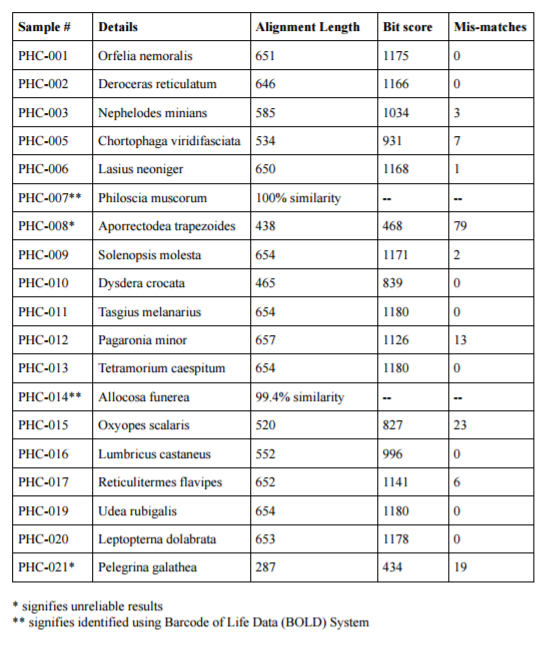 Sample # Details Alignment Length Bit score Mis-matches
PHC-001 Orfelia nemoralis 651 1175 0
PHC-002 Deroceras reticulatum 646 1166 0
PHC-003 Nephelodes minians 585 1034 3
PHC-005 Chortophaga viridifasciata 534 931 7
PHC-006 Lasius neoniger 650 1168 1
PHC-007** Philoscia muscorum 100% similarity -- --
PHC-008* Aporrectodea trapezoides 438 468 79
PHC-009 Solenopsis molesta 654 1171 2
PHC-010 Dysdera crocata 465 839 0
PHC-011 Tasgius melanarius 654 1180 0
PHC-012 Pagaronia minor 657 1126 13
PHC-013 Tetramorium caespitum 654 1180 0
PHC-014** Allocosa funerea 99.4% similarity -- --
PHC-015 Oxyopes scalaris 520 827 23
PHC-016 Lumbricus castaneus 552 996 0
PHC-017 Reticulitermes flavipes 652 1141 6
PHC-019 Udea rubigalis 654 1180 0
PHC-020 Leptopterna dolabrata 653 1178 0
PHC-021* Pelegrina galathea 287 434 19
* signifies unreliable results
** signifies identified using Barcode of Life Data (BOLD) System